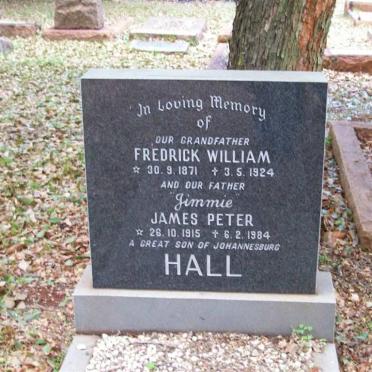 In Loving Memory
of
OUR GRANDFATHER
FREDRICK WILLIAM
☆ 30.9.1871 ✝ 3.5.1924
AND OUR FATHER
"Jimmie"
JAMES PETER
☆ 26.10.1915 ✝ 6.2.1984
A GREAT SON OF JOHANNESBURG
HALL